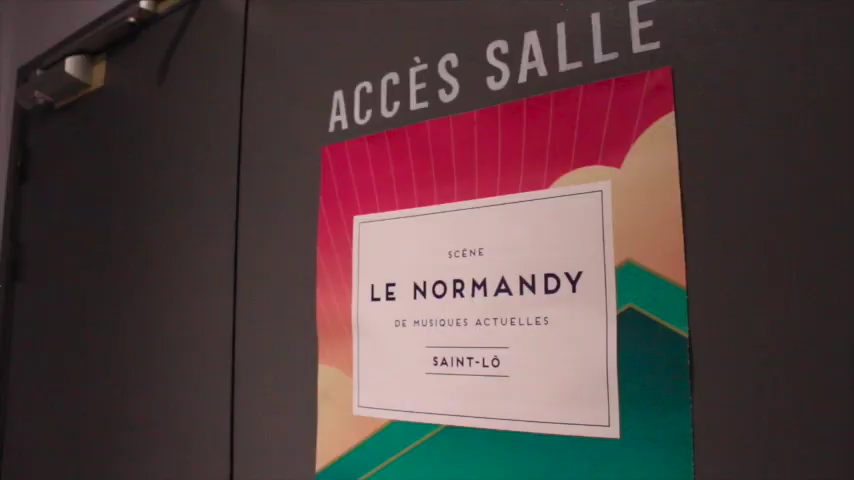 ACCÈS SALLE
SCÈNE
LE NORMANDY
DE MUSIQUES ACTUELLES
SAINT-LÔ